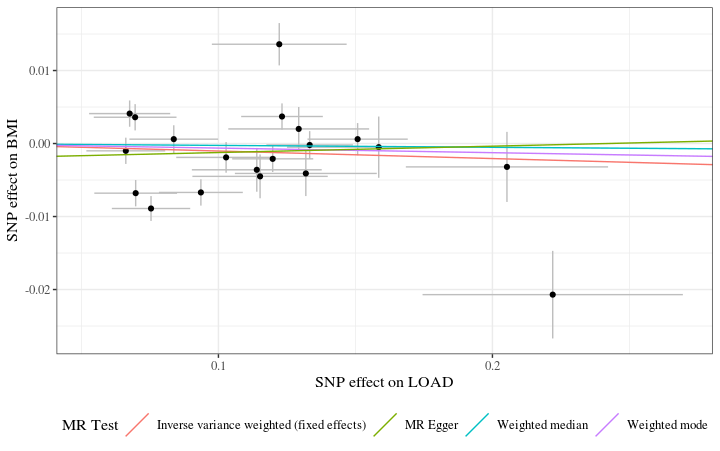 SNP effect on BMI
0.01
0.00
-0.01
-0.02
0.1
0.2
SNP effect on LOAD
MR Test
Inverse variance weighted (fixed effects)
MR Egger
Weighted median
Weighted mode